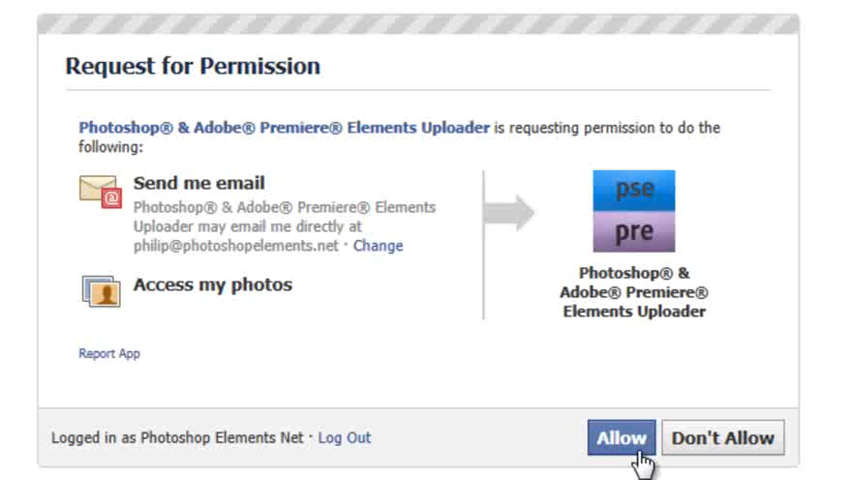 Request for Permission
Photoshop® & Adobe® Premiere® Elements Uploader is requesting permission to do the
following:
Send me email
Photoshop® & Adobe® Premiere® Elements
Uploader may email me directly at
philip@photoshopelements.net · Change
Access my photos
pse
pre
Photoshop® &
Adobe® Premiere®
Elements Uploader
Report App
Logged in as Photoshop Elements Net · Log Out
Allow
Don't Allow